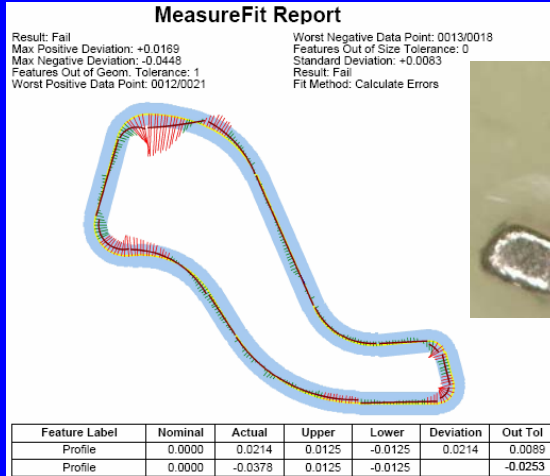 MeasureFit Report
Result: Fail
Max Positive Deviation: +0.0169
Max Negative Deviation: -0.0448
Features Out of Geom. Tolerance: 1
Worst Positive Data Point: 0012/0021
Worst Negative Data Point: 0013/0018
Features Out of Size Tolerance: 0
Standard Deviation: +0.0083
Result: Fail
Fit Method: Calculate Errors
Feature Label Nominal Actual Upper Lower Deviation Out Tol
Profile 0.0000 0.0214 0.0125 -0.0125 0.0214 0.0089
Profile 0.0000 -0.0378 0.0125 -0.0125 -0.0253